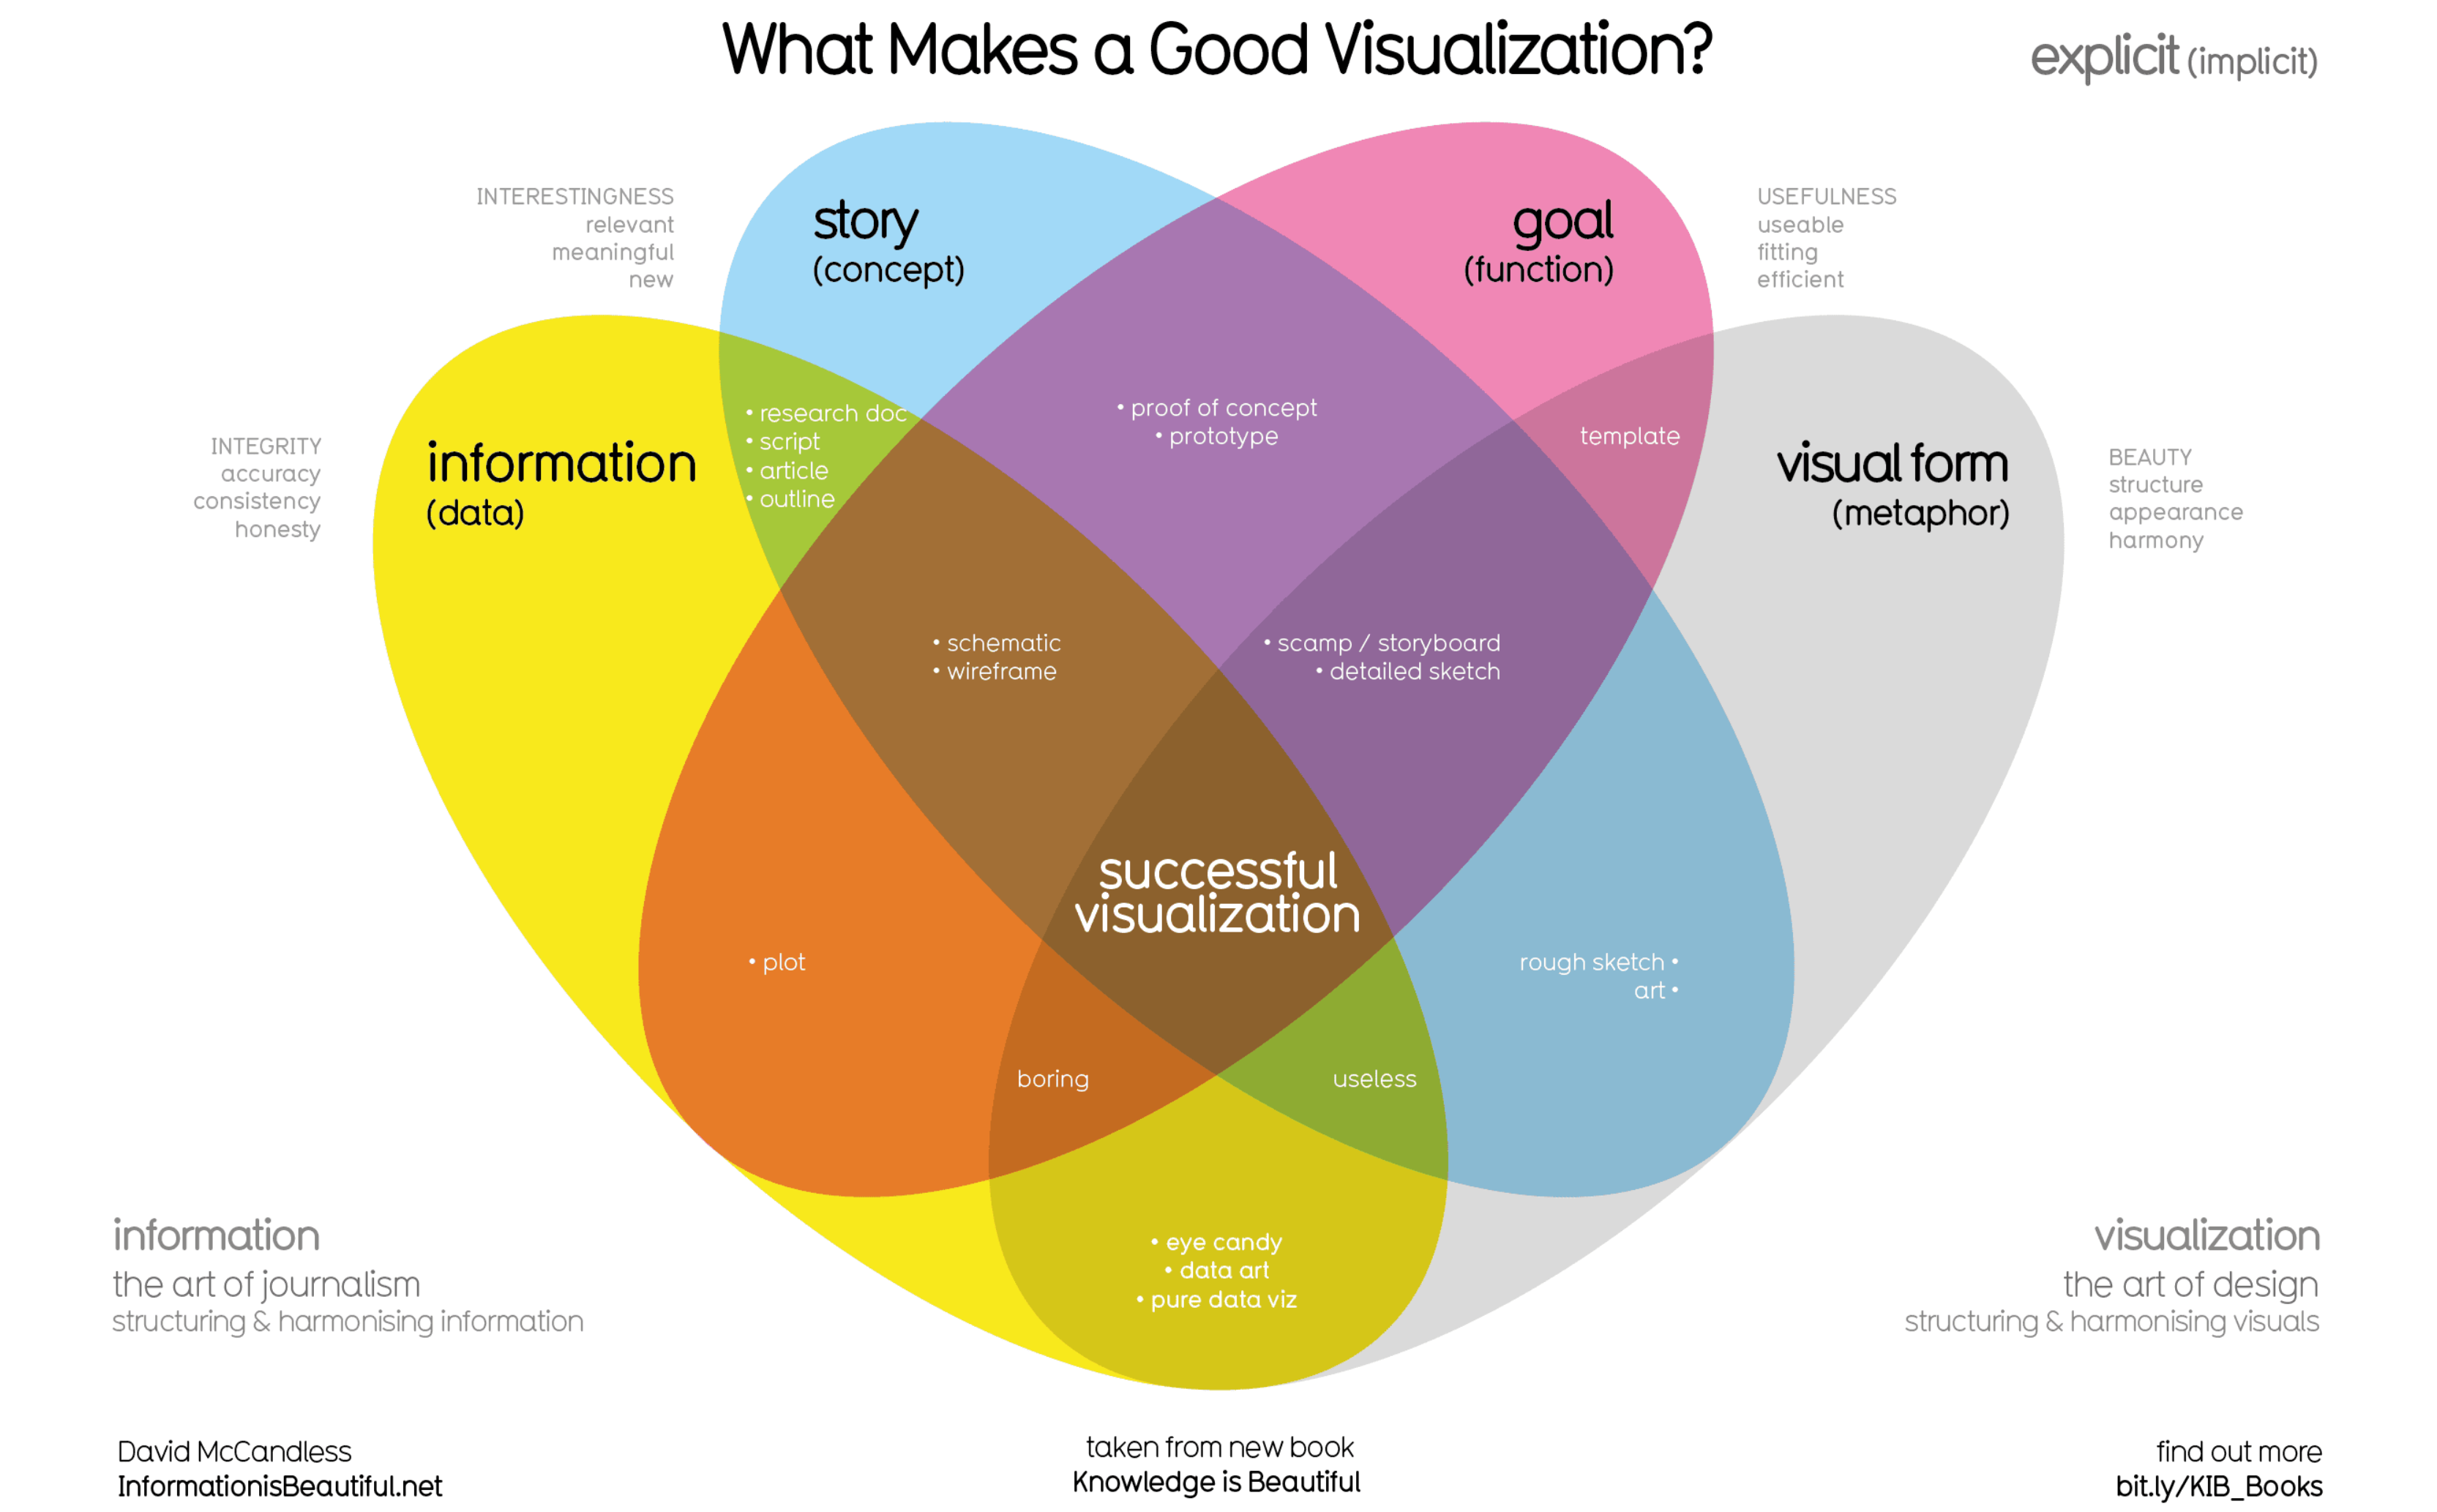 What Makes a Good Visualization?
explicit (implicit)
INTERESTINGNESS
relevant
meaningful
new
story
(concept)
goal
(function)
USEFULNESS
useable
fitting
efficient
INTEGRITY
accuracy
consistency
honesty
information
(data)
• research doc
• script
• article
• outline
• proof of concept
• prototype
template
visual form
(metaphor)
BEAUTY
structure
appearance
harmony
• schematic
• wireframe
• scamp / storyboard
• detailed sketch
successful
visualization
• plot
rough sketch •
art •
boring
useless
• eye candy
• data art
• pure data viz
information
the art of journalism
structuring & harmonising information
visualization
the art of design
structuring & harmonising visuals
David McCandless
InformationisBeautiful.net
taken from new book
Knowledge is Beautiful
find out more
bit.ly/KIB_Books